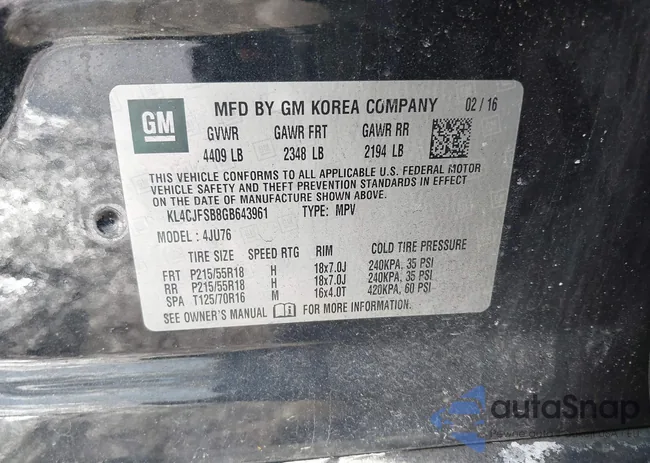 GM MFD BY GM KOREA COMPANY 02 / 16
GVWR GAWR FRT GAWR RR
4409 LB 2348 LB 2194 LB
THIS VEHICLE CONFORMS TO ALL APPLICABLE U.S. FEDERAL MOTOR
VEHICLE SAFETY AND THEFT PREVENTION STANDARDS IN EFFECT
ON THE DATE OF MANUFACTURE SHOWN ABOVE.
KL4CJFSB8GB643961 TYPE: MPV
MODEL: 4JU76
TIRE SIZE SPEED RTG RIM COLD TIRE PRESSURE
FRT P215/55R18 H 18x7.0J 240KPA, 35 PSI
RR P215/55R18 H 18x7.0J 240KPA, 35 PSI
SPA T125/70R16 M 16x4.0T 420KPA, 60 PSI
SEE OWNER'S MANUAL FOR MORE INFORMATION.
autoSnap